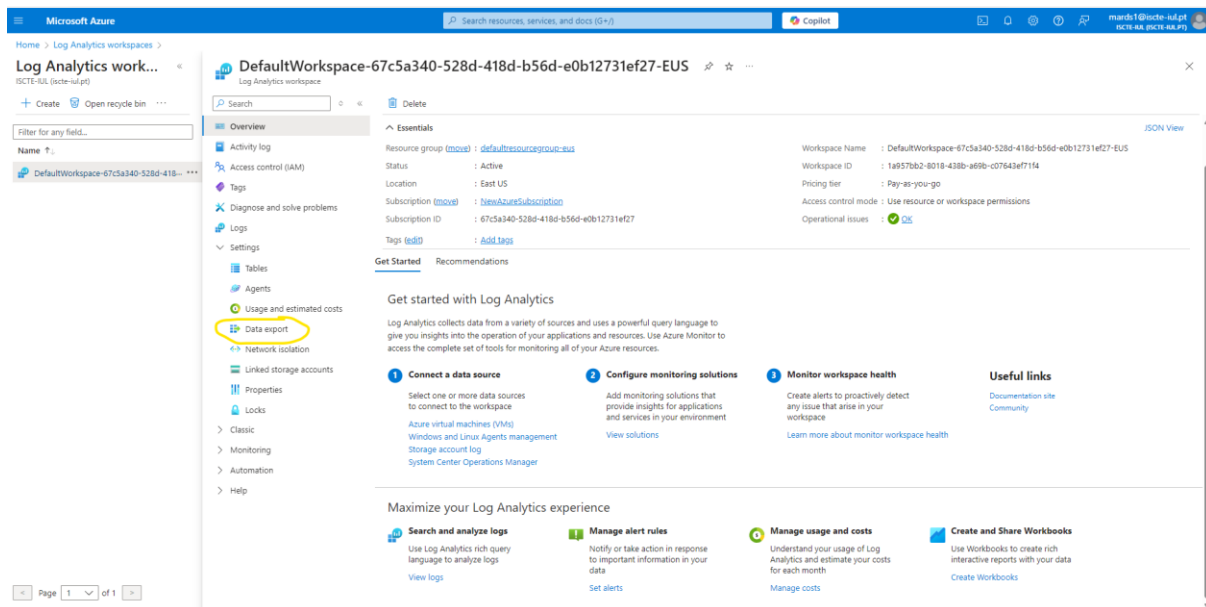 Microsoft Azure
Search resources, services, and docs (G+/)
Copilot
mards1@iscte-iul.pt
ISCTE-IUL (ISCTE-IUL.PT)
Home > Log Analytics workspaces >
Log Analytics work...
ISCTE-IUL (iscte-iul.pt)
+ Create Open recycle bin ...
Filter for any field...
Name ↑↓
DefaultWorkspace-67c5a340-528d-418-... ...
Page 1 of 1
DefaultWorkspace-67c5a340-528d-418d-b56d-e0b12731ef27-EUS
Log Analytics workspace
Search
Overview
Activity log
Access control (IAM)
Tags
Diagnose and solve problems
Logs
Settings
Tables
Agents
Usage and estimated costs
Data export
Network isolation
Linked storage accounts
Properties
Locks
Classic
Monitoring
Automation
Help
Delete
Essentials
JSON View
Resource group (move) : defaultresourcegroup-eus
Status : Active
Location : East US
Subscription (move) : NewAzureSubscription
Subscription ID : 67c5a340-528d-418d-b56d-e0b12731ef27
Tags (edit) : Add tags
Workspace Name : DefaultWorkspace-67c5a340-528d-418d-b56d-e0b12731ef27-EUS
Workspace ID : 1a957bb2-8018-438b-a69b-c07643ef71f4
Pricing tier : Pay-as-you-go
Access control mode : Use resource or workspace permissions
Operational issues : OK
Get Started Recommendations
Get started with Log Analytics
Log Analytics collects data from a variety of sources and uses a powerful query language to
give you insights into the operation of your applications and resources. Use Azure Monitor to
access the complete set of tools for monitoring all of your Azure resources.
1 Connect a data source
Select one or more data sources
to connect to the workspace
Azure virtual machines (VMs)
Windows and Linux Agents management
Storage account log
System Center Operations Manager
2 Configure monitoring solutions
Add monitoring solutions that
provide insights for applications
and services in your environment
View solutions
3 Monitor workspace health
Create alerts to proactively detect
any issue that arise in your
workspace
Learn more about monitor workspace health
Useful links
Documentation site
Community
Maximize your Log Analytics experience
Search and analyze logs
Use Log Analytics rich query
language to analyze logs
View logs
Manage alert rules
Notify or take action in response
to important information in your
data
Set alerts
Manage usage and costs
Understand your usage of Log
Analytics and estimate your costs
for each month
Manage costs
Create and Share Workbooks
Use Workbooks to create rich
interactive reports with your data
Create Workbooks